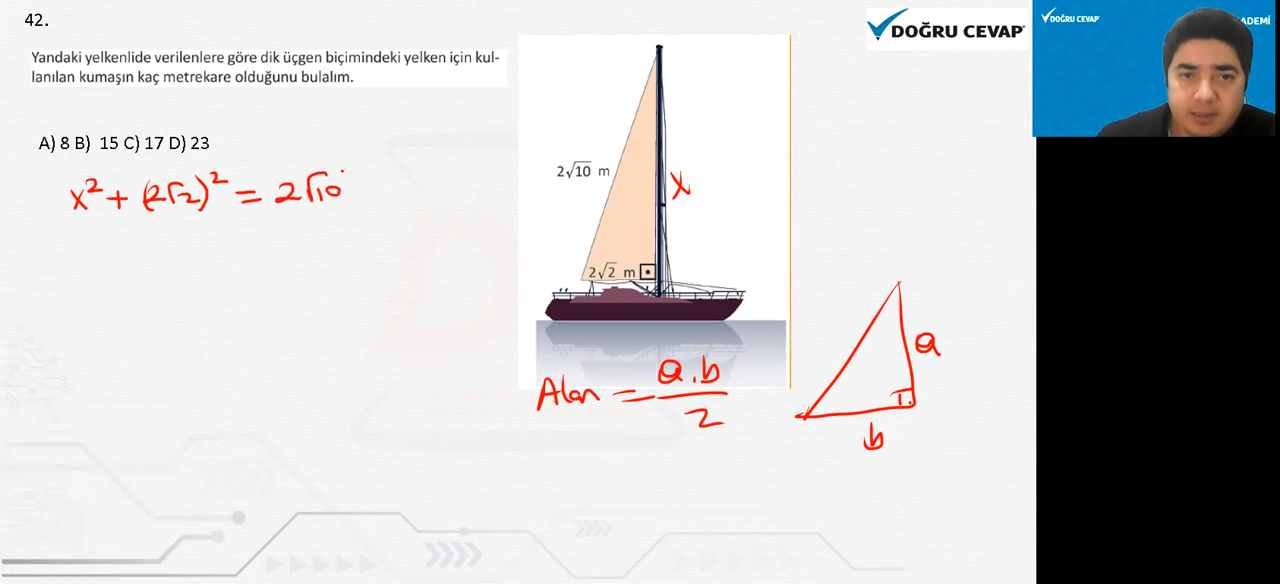 42.
DOĞRU CEVAP
DOĞRU CEVAP
Yandaki yelkenlide verilenlere göre dik üçgen biçimindeki yelken için kul-
lanılan kumaşın kaç metrekare olduğunu bulalım.
A) 8 B) 15 C) 17 D) 23
x² + (2√2)² = 2√10
2√10 m
x
2√2 m
a
Alan = a.b / 2
b